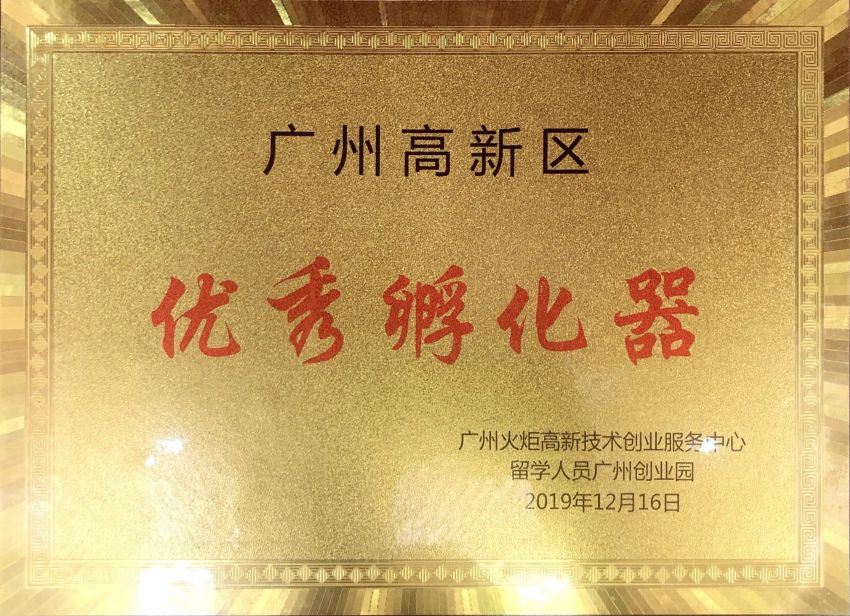 广州高新区
优秀孵化器
广州火炬高新技术创业服务中心
留学人员广州创业园
2019年12月16日